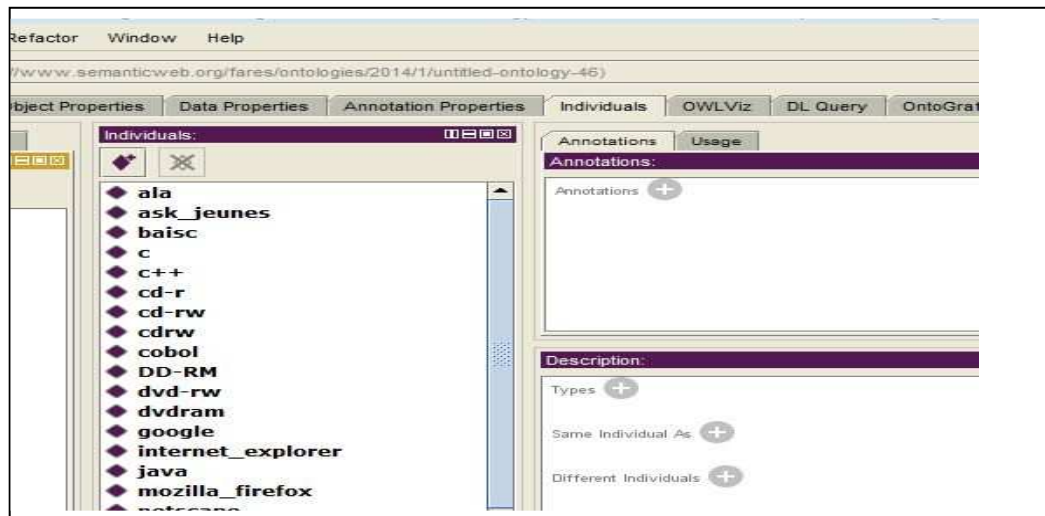 Refactor Window Help
//www.semanticweb.org/fares/ontologies/2014/1/untitled-ontology-46)
bject Properties Data Properties Annotation Properties Individuals OWLViz DL Query OntoGraf
Individuals:
ala
ask_jeunes
baisc
c
c++
cd-r
cd-rw
cdrw
cobol
DD-RM
dvd-rw
dvdram
google
internet_explorer
java
mozilla_firefox
netscape
Annotations Usage
Annotations:
Annotations
Description:
Types
Same Individual As
Different Individuals